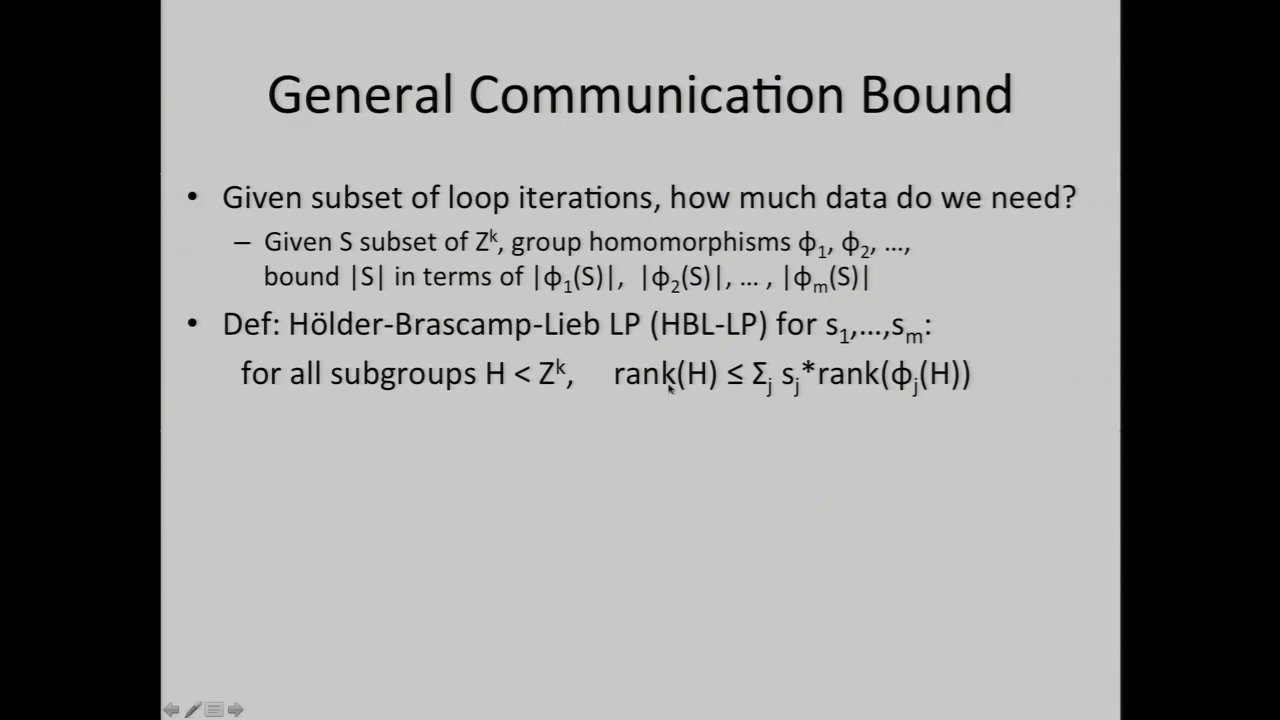 General Communication Bound
• Given subset of loop iterations, how much data do we need?
– Given S subset of Zᵏ, group homomorphisms ϕ₁, ϕ₂, …,
bound |S| in terms of |ϕ₁(S)|, |ϕ₂(S)|, … , |ϕₘ(S)|
• Def: Hölder-Brascamp-Lieb LP (HBL-LP) for s₁,…,sₘ:
for all subgroups H < Zᵏ, rank(H) ≤ Σⱼ sⱼ*rank(ϕⱼ(H))